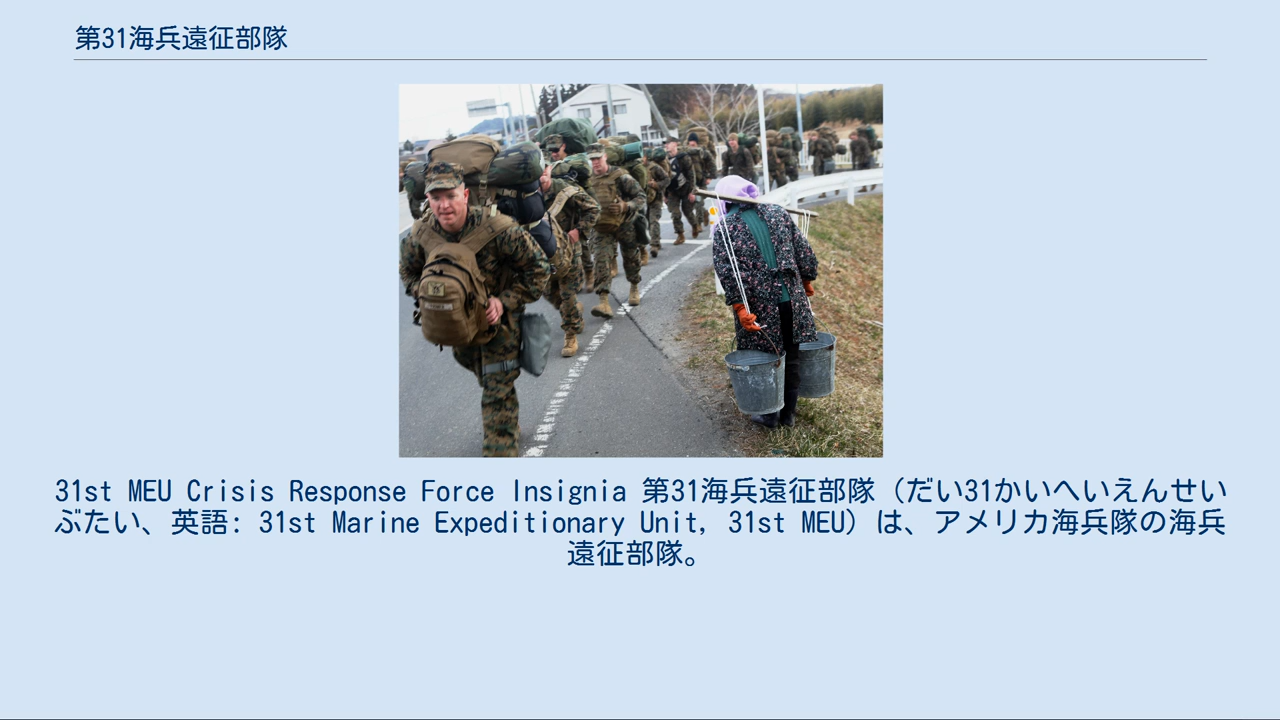 第31海兵遠征部隊
31st MEU Crisis Response Force Insignia 第31海兵遠征部隊（だい31かいへいえんせい
ぶたい、英語: 31st Marine Expeditionary Unit, 31st MEU）は、アメリカ海兵隊の海兵
遠征部隊。